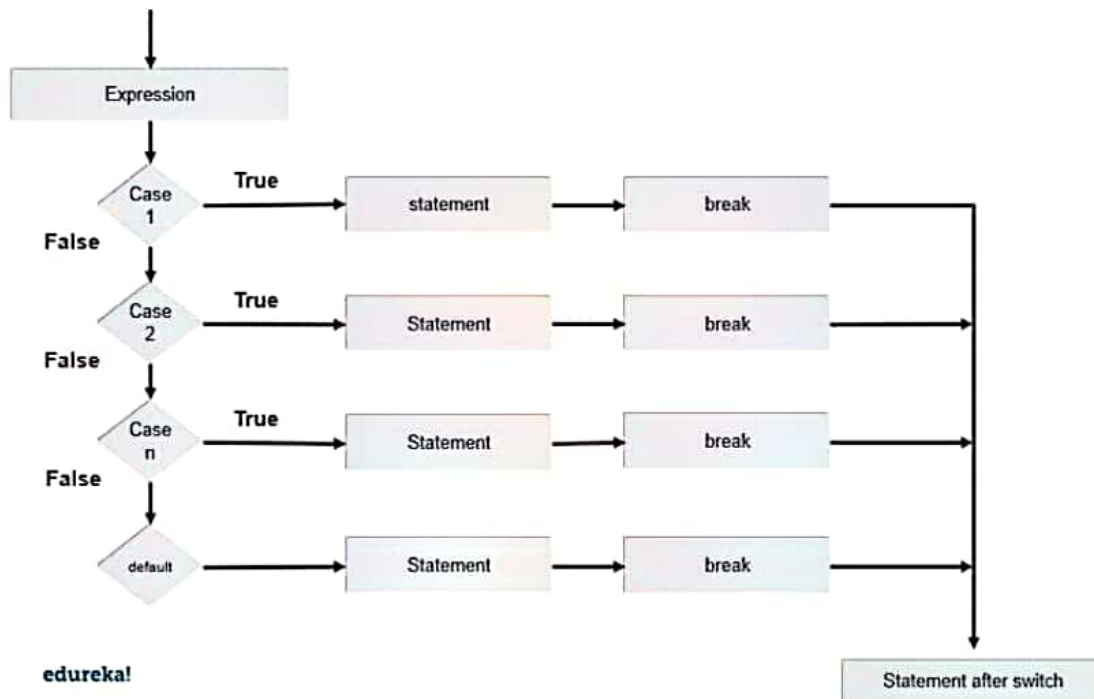 Expression
Case
1
True
statement
break
False
Case
2
True
Statement
break
False
Case
n
True
Statement
break
False
default
Statement
break
edureka!
Statement after switch